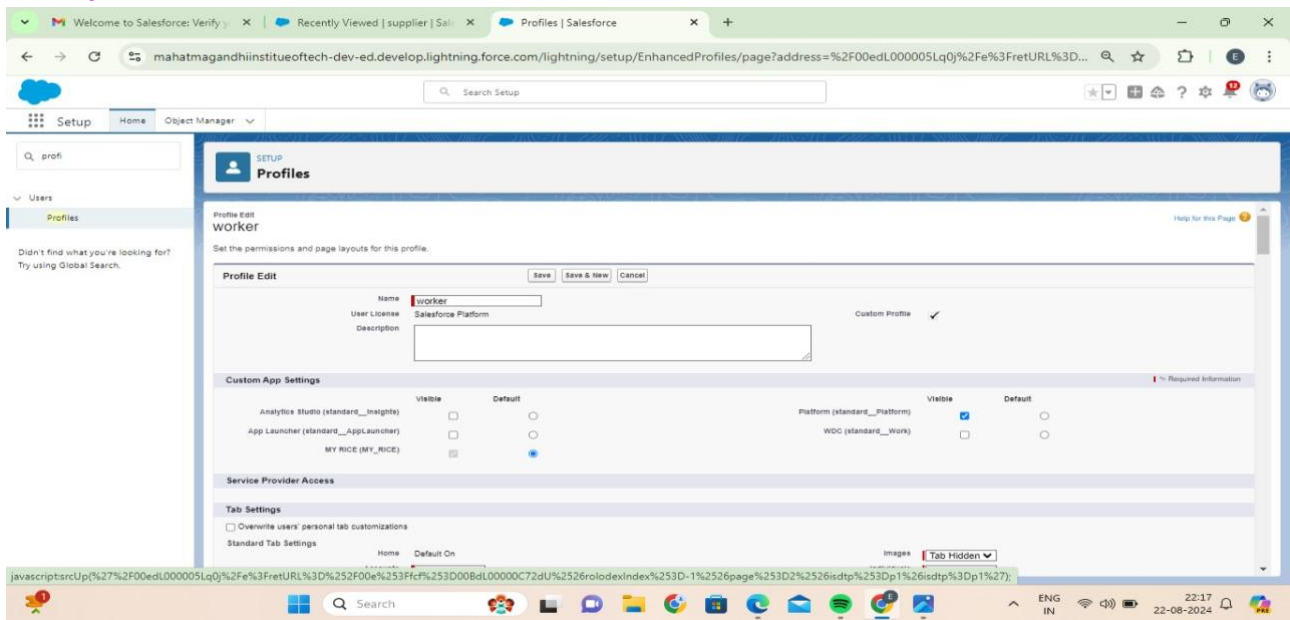 Welcome to Salesforce: Verify y
Recently Viewed | supplier | Sale
Profiles | Salesforce
mahatmagandhiinstitueoftech-dev-ed.develop.lightning.force.com/lightning/setup/EnhancedProfiles/page?address=%2F00edL000005Lq0j%2Fe%3FretURL%3D...
E
Search Setup
12
Setup Home Object Manager
profi
SETUP
Profiles
Users
Profiles
Didn't find what you're looking for?
Try using Global Search.
Profile Edit
worker
Help for this Page
Set the permissions and page layouts for this profile.
Profile Edit Save Save & New Cancel
Name worker
User License Salesforce Platform Custom Profile
Description
Custom App Settings = Required Information
Visible Default Visible Default
Analytics Studio (standard__Insights) Platform (standard__Platform)
App Launcher (standard__AppLauncher) WDC (standard__Work)
MY RICE (MY_RICE)
Service Provider Access
Tab Settings
Overwrite users' personal tab customizations
Standard Tab Settings
Home Default On Images Tab Hidden
javascript:srcUp(%27%2F00edL000005Lq0j%2Fe%3FretURL%3D%252F00e%253Ffcf%253D00BdL00000C72dU%2526rolodexIndex%253D-1%2526page%253D2%2526isdtp%253Dp1%26isdtp%3Dp1%27);
Search
ENG
IN
22:17
22-08-2024
PRE